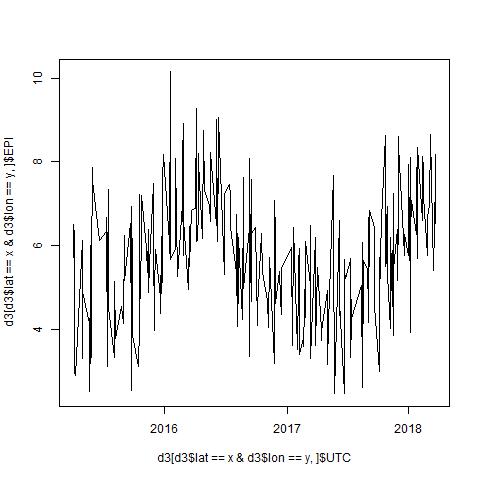 d3[d3$lat == x & d3$lon == y, ]$EPI
10
8
6
4
2016 2017 2018
d3[d3$lat == x & d3$lon == y, ]$UTC